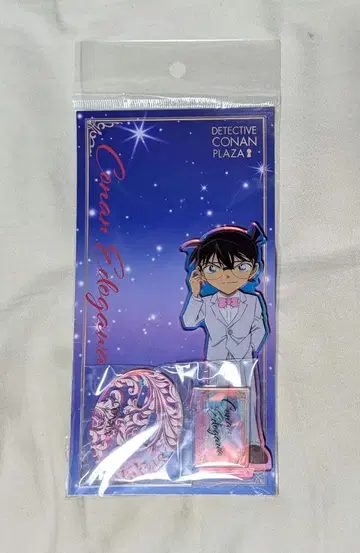 DETECTIVE
CONAN
PLAZA
Conan Edogawa
Conan
Edogawa